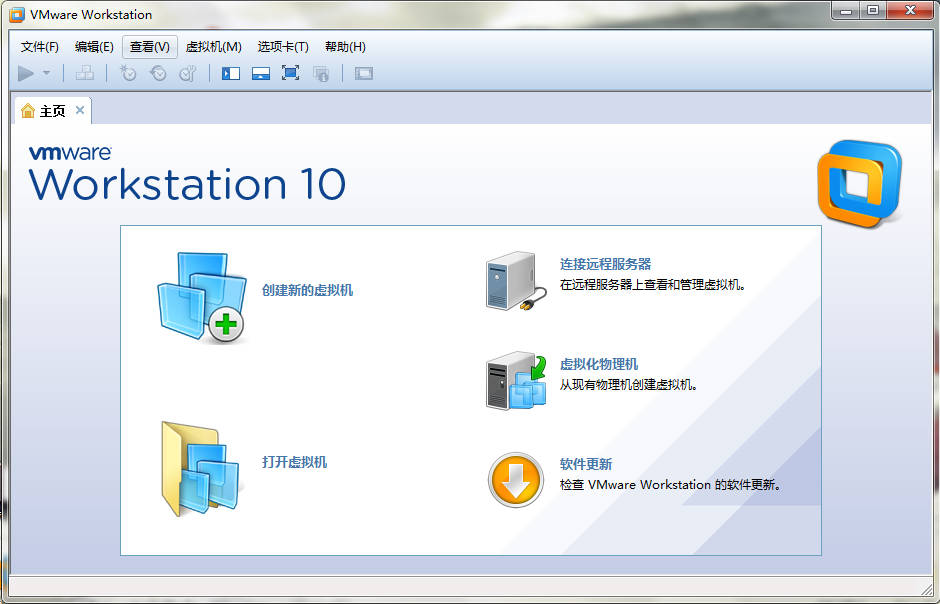 VMware Workstation
文件(F) 编辑(E) 查看(V) 虚拟机(M) 选项卡(T) 帮助(H)
主页
vmware
Workstation 10
创建新的虚拟机
打开虚拟机
连接远程服务器
在远程服务器上查看和管理虚拟机。
虚拟化物理机
从现有物理机创建虚拟机。
软件更新
检查 VMware Workstation 的软件更新。